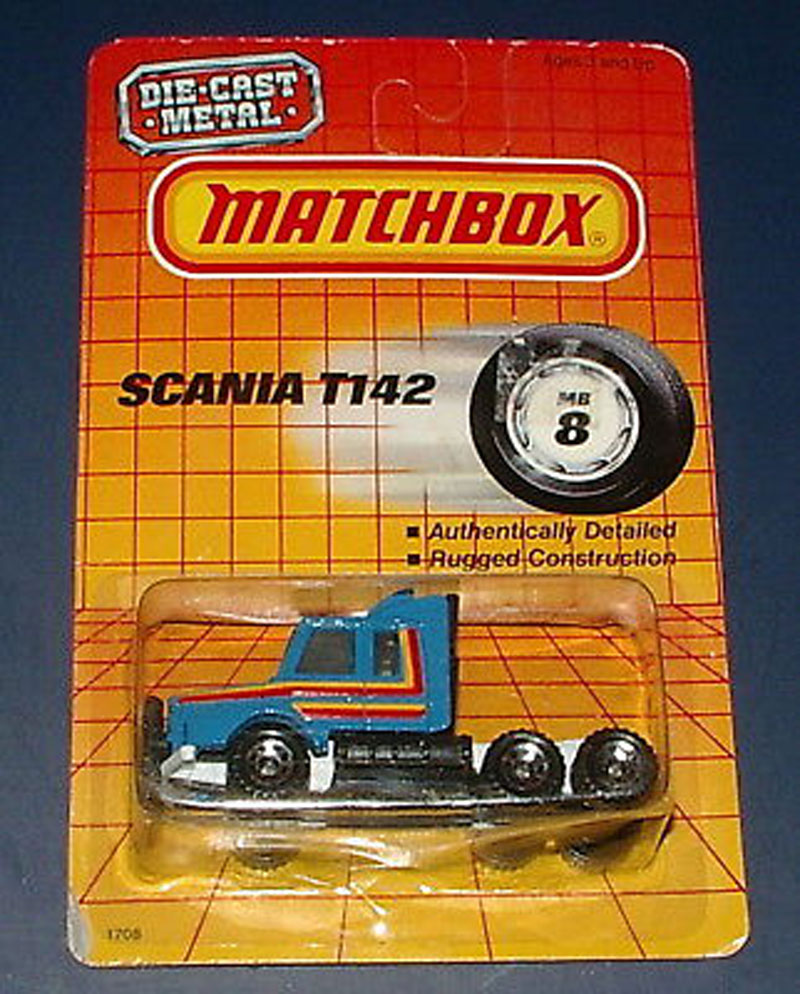 Ages 3 and Up
DIE-CAST
• METAL •
MATCHBOX®
SCANIA T142
MB
8
■ Authentically Detailed
■ Rugged Construction
1708